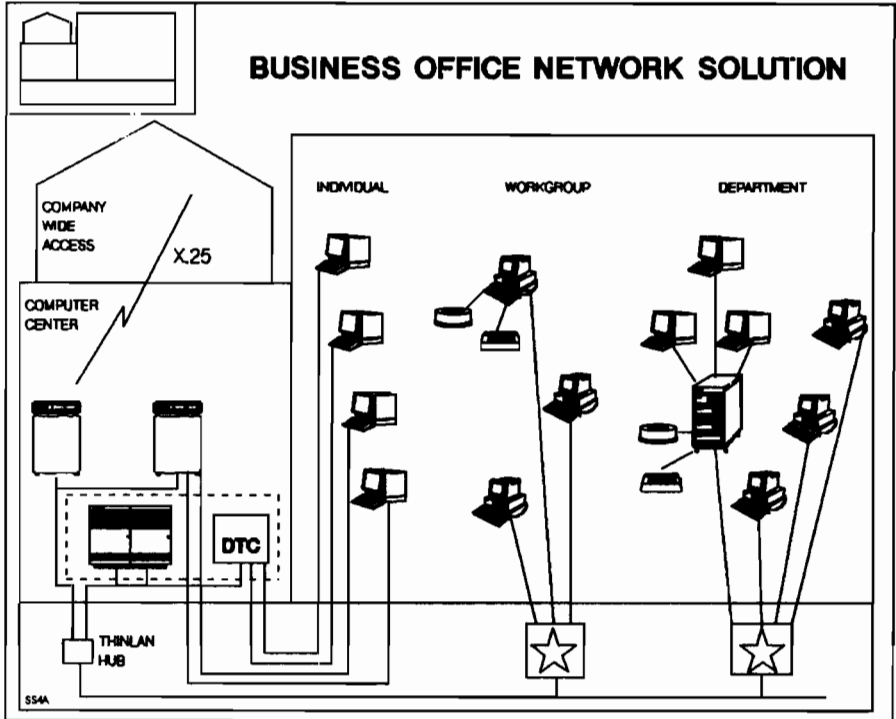 BUSINESS OFFICE NETWORK SOLUTION
INDIVIDUAL
WORKGROUP
DEPARTMENT
COMPANY
WIDE
ACCESS
X.25
COMPUTER
CENTER
DTC
THINLAN
HUB
SS4A